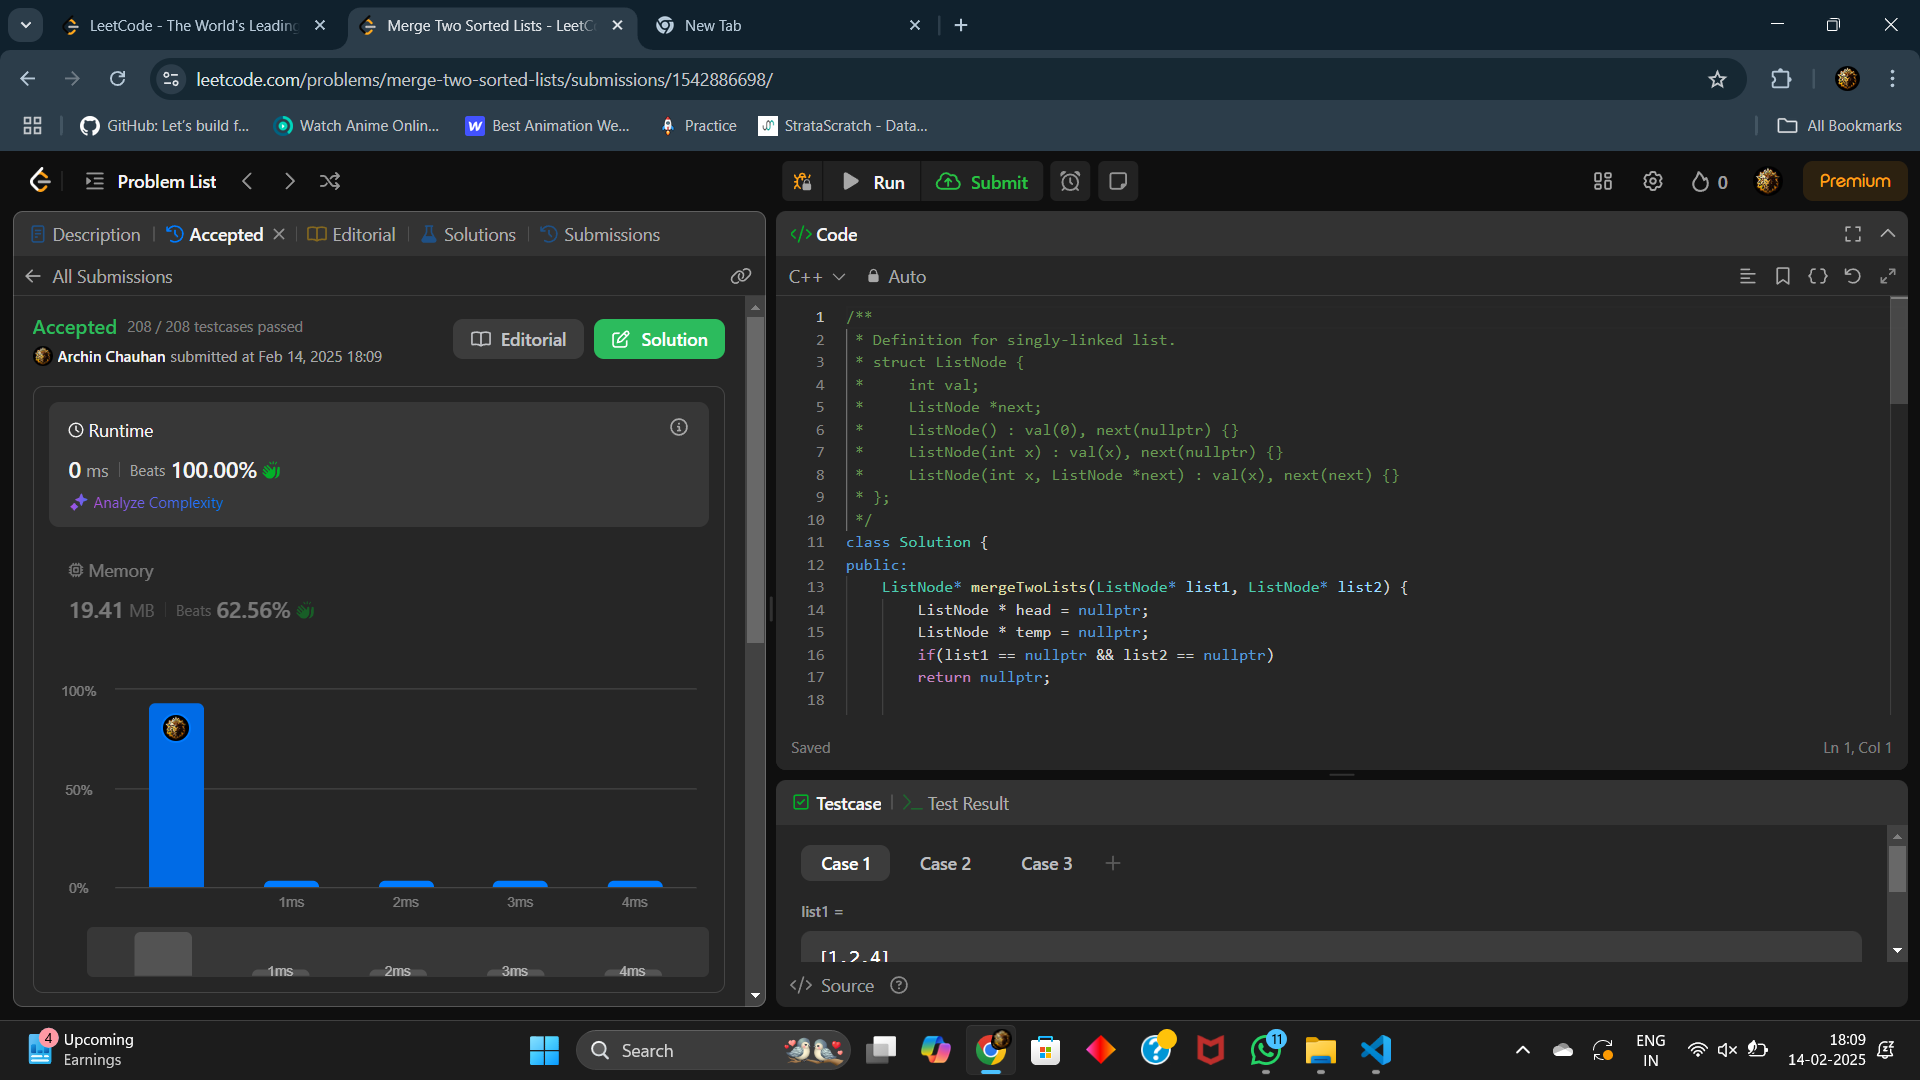 LeetCode - The World's Leading
Merge Two Sorted Lists - LeetCo
New Tab
leetcode.com/problems/merge-two-sorted-lists/submissions/1542886698/
GitHub: Let's build f...
Watch Anime Onlin...
W Best Animation We...
Practice
StrataScratch - Data...
All Bookmarks
Problem List
Run
Submit
0
Premium
Description
Accepted
Editorial
Solutions
Submissions
All Submissions
Accepted 208 / 208 testcases passed
Archin Chauhan submitted at Feb 14, 2025 18:09
Editorial
Solution
Runtime
0 ms | Beats 100.00%
Analyze Complexity
Memory
19.41 MB | Beats 62.56%
100%
50%
0%
1ms 2ms 3ms 4ms
1ms 2ms 3ms 4ms
</> Code
C++
Auto
1 /**
2 * Definition for singly-linked list.
3 * struct ListNode {
4 *     int val;
5 *     ListNode *next;
6 *     ListNode() : val(0), next(nullptr) {}
7 *     ListNode(int x) : val(x), next(nullptr) {}
8 *     ListNode(int x, ListNode *next) : val(x), next(next) {}
9 * };
10 */
11 class Solution {
12 public:
13     ListNode* mergeTwoLists(ListNode* list1, ListNode* list2) {
14         ListNode * head = nullptr;
15         ListNode * temp = nullptr;
16         if(list1 == nullptr && list2 == nullptr)
17         return nullptr;
18
Saved
Ln 1, Col 1
Testcase
Test Result
Case 1
Case 2
Case 3
list1 =
[1,2,4]
</> Source
4
Upcoming
Earnings
Search
11
ENG
IN
18:09
14-02-2025